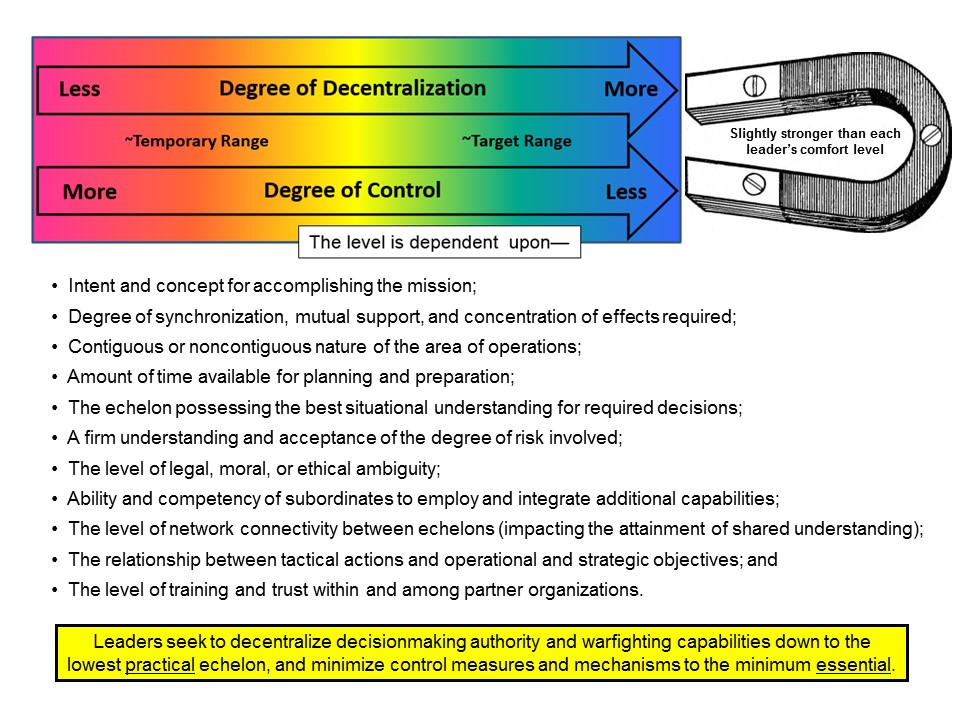 Less Degree of Decentralization More
~Temporary Range ~Target Range
More Degree of Control Less
Slightly stronger than each
leader’s comfort level
The level is dependent upon—
• Intent and concept for accomplishing the mission;
• Degree of synchronization, mutual support, and concentration of effects required;
• Contiguous or noncontiguous nature of the area of operations;
• Amount of time available for planning and preparation;
• The echelon possessing the best situational understanding for required decisions;
• A firm understanding and acceptance of the degree of risk involved;
• The level of legal, moral, or ethical ambiguity;
• Ability and competency of subordinates to employ and integrate additional capabilities;
• The level of network connectivity between echelons (impacting the attainment of shared understanding);
• The relationship between tactical actions and operational and strategic objectives; and
• The level of training and trust within and among partner organizations.
Leaders seek to decentralize decisionmaking authority and warfighting capabilities down to the
lowest practical echelon, and minimize control measures and mechanisms to the minimum essential.